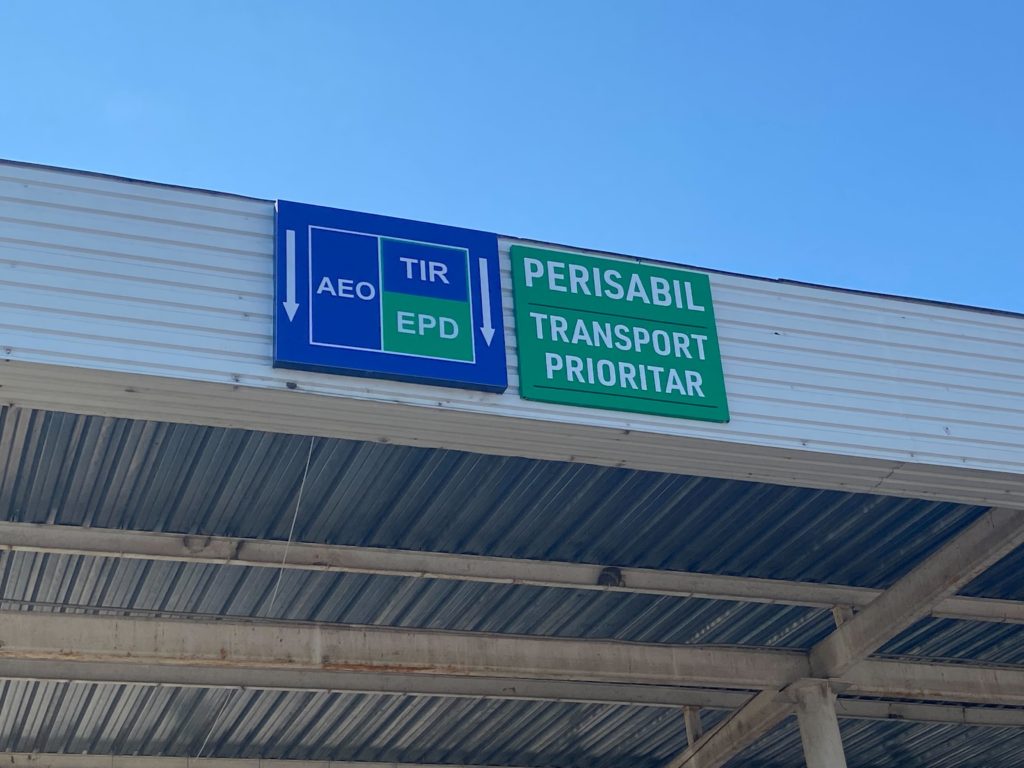 AEO
TIR
EPD
PERISABIL
TRANSPORT
PRIORITAR